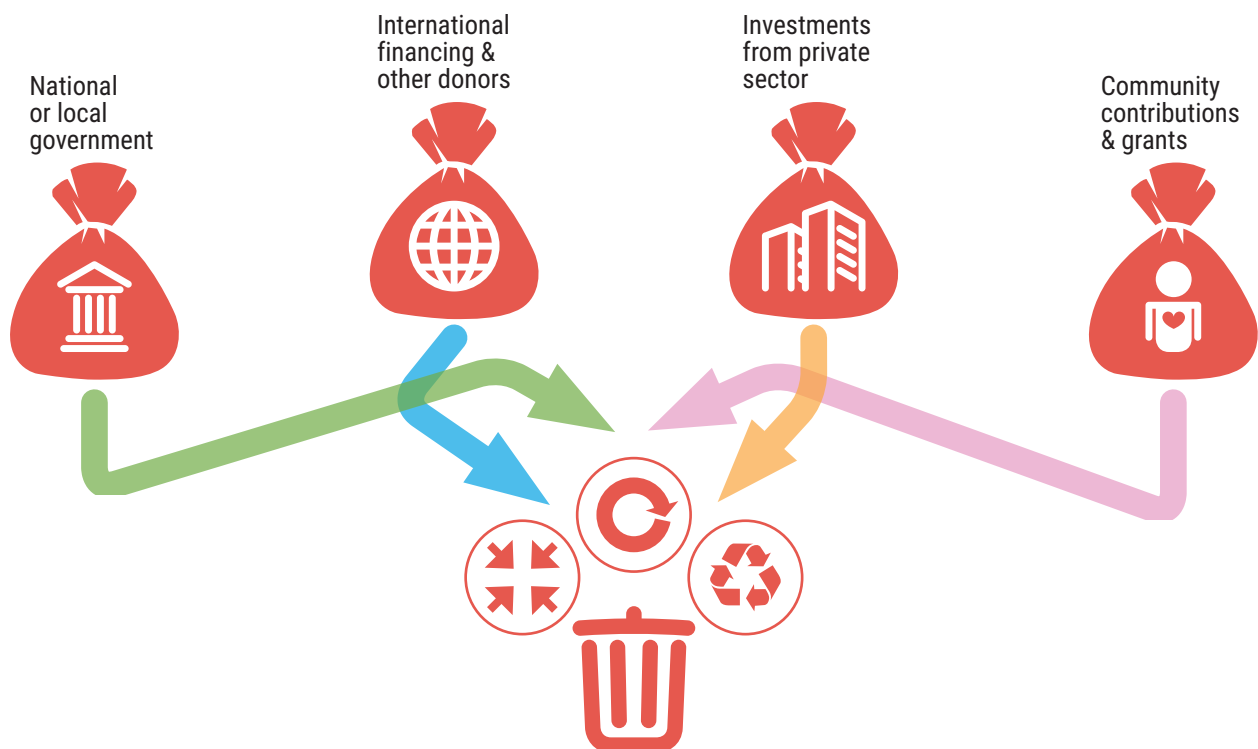 National
or local
government
International
financing &
other donors
Investments
from private
sector
Community
contributions
& grants